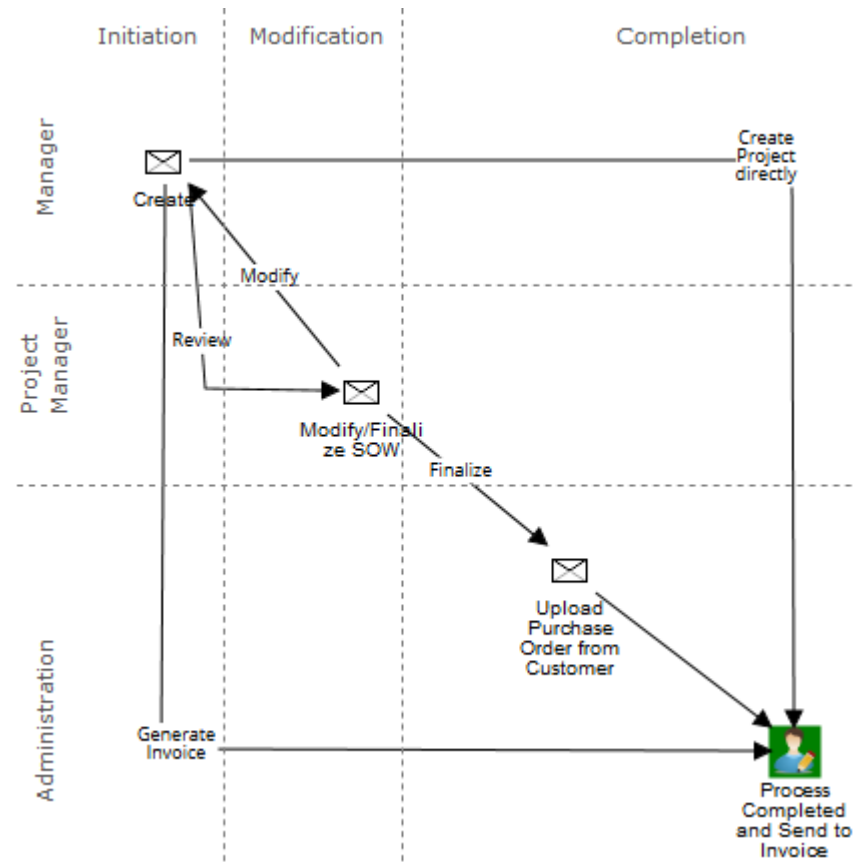 Initiation
Modification
Completion
Manager
Create
Project
directly
Create
Modify
Project
Manager
Review
Modify/Finali
ze SOW
Finalize
Administration
Upload
Purchase
Order from
Customer
Generate
Invoice
Process
Completed
and Send to
Invoice